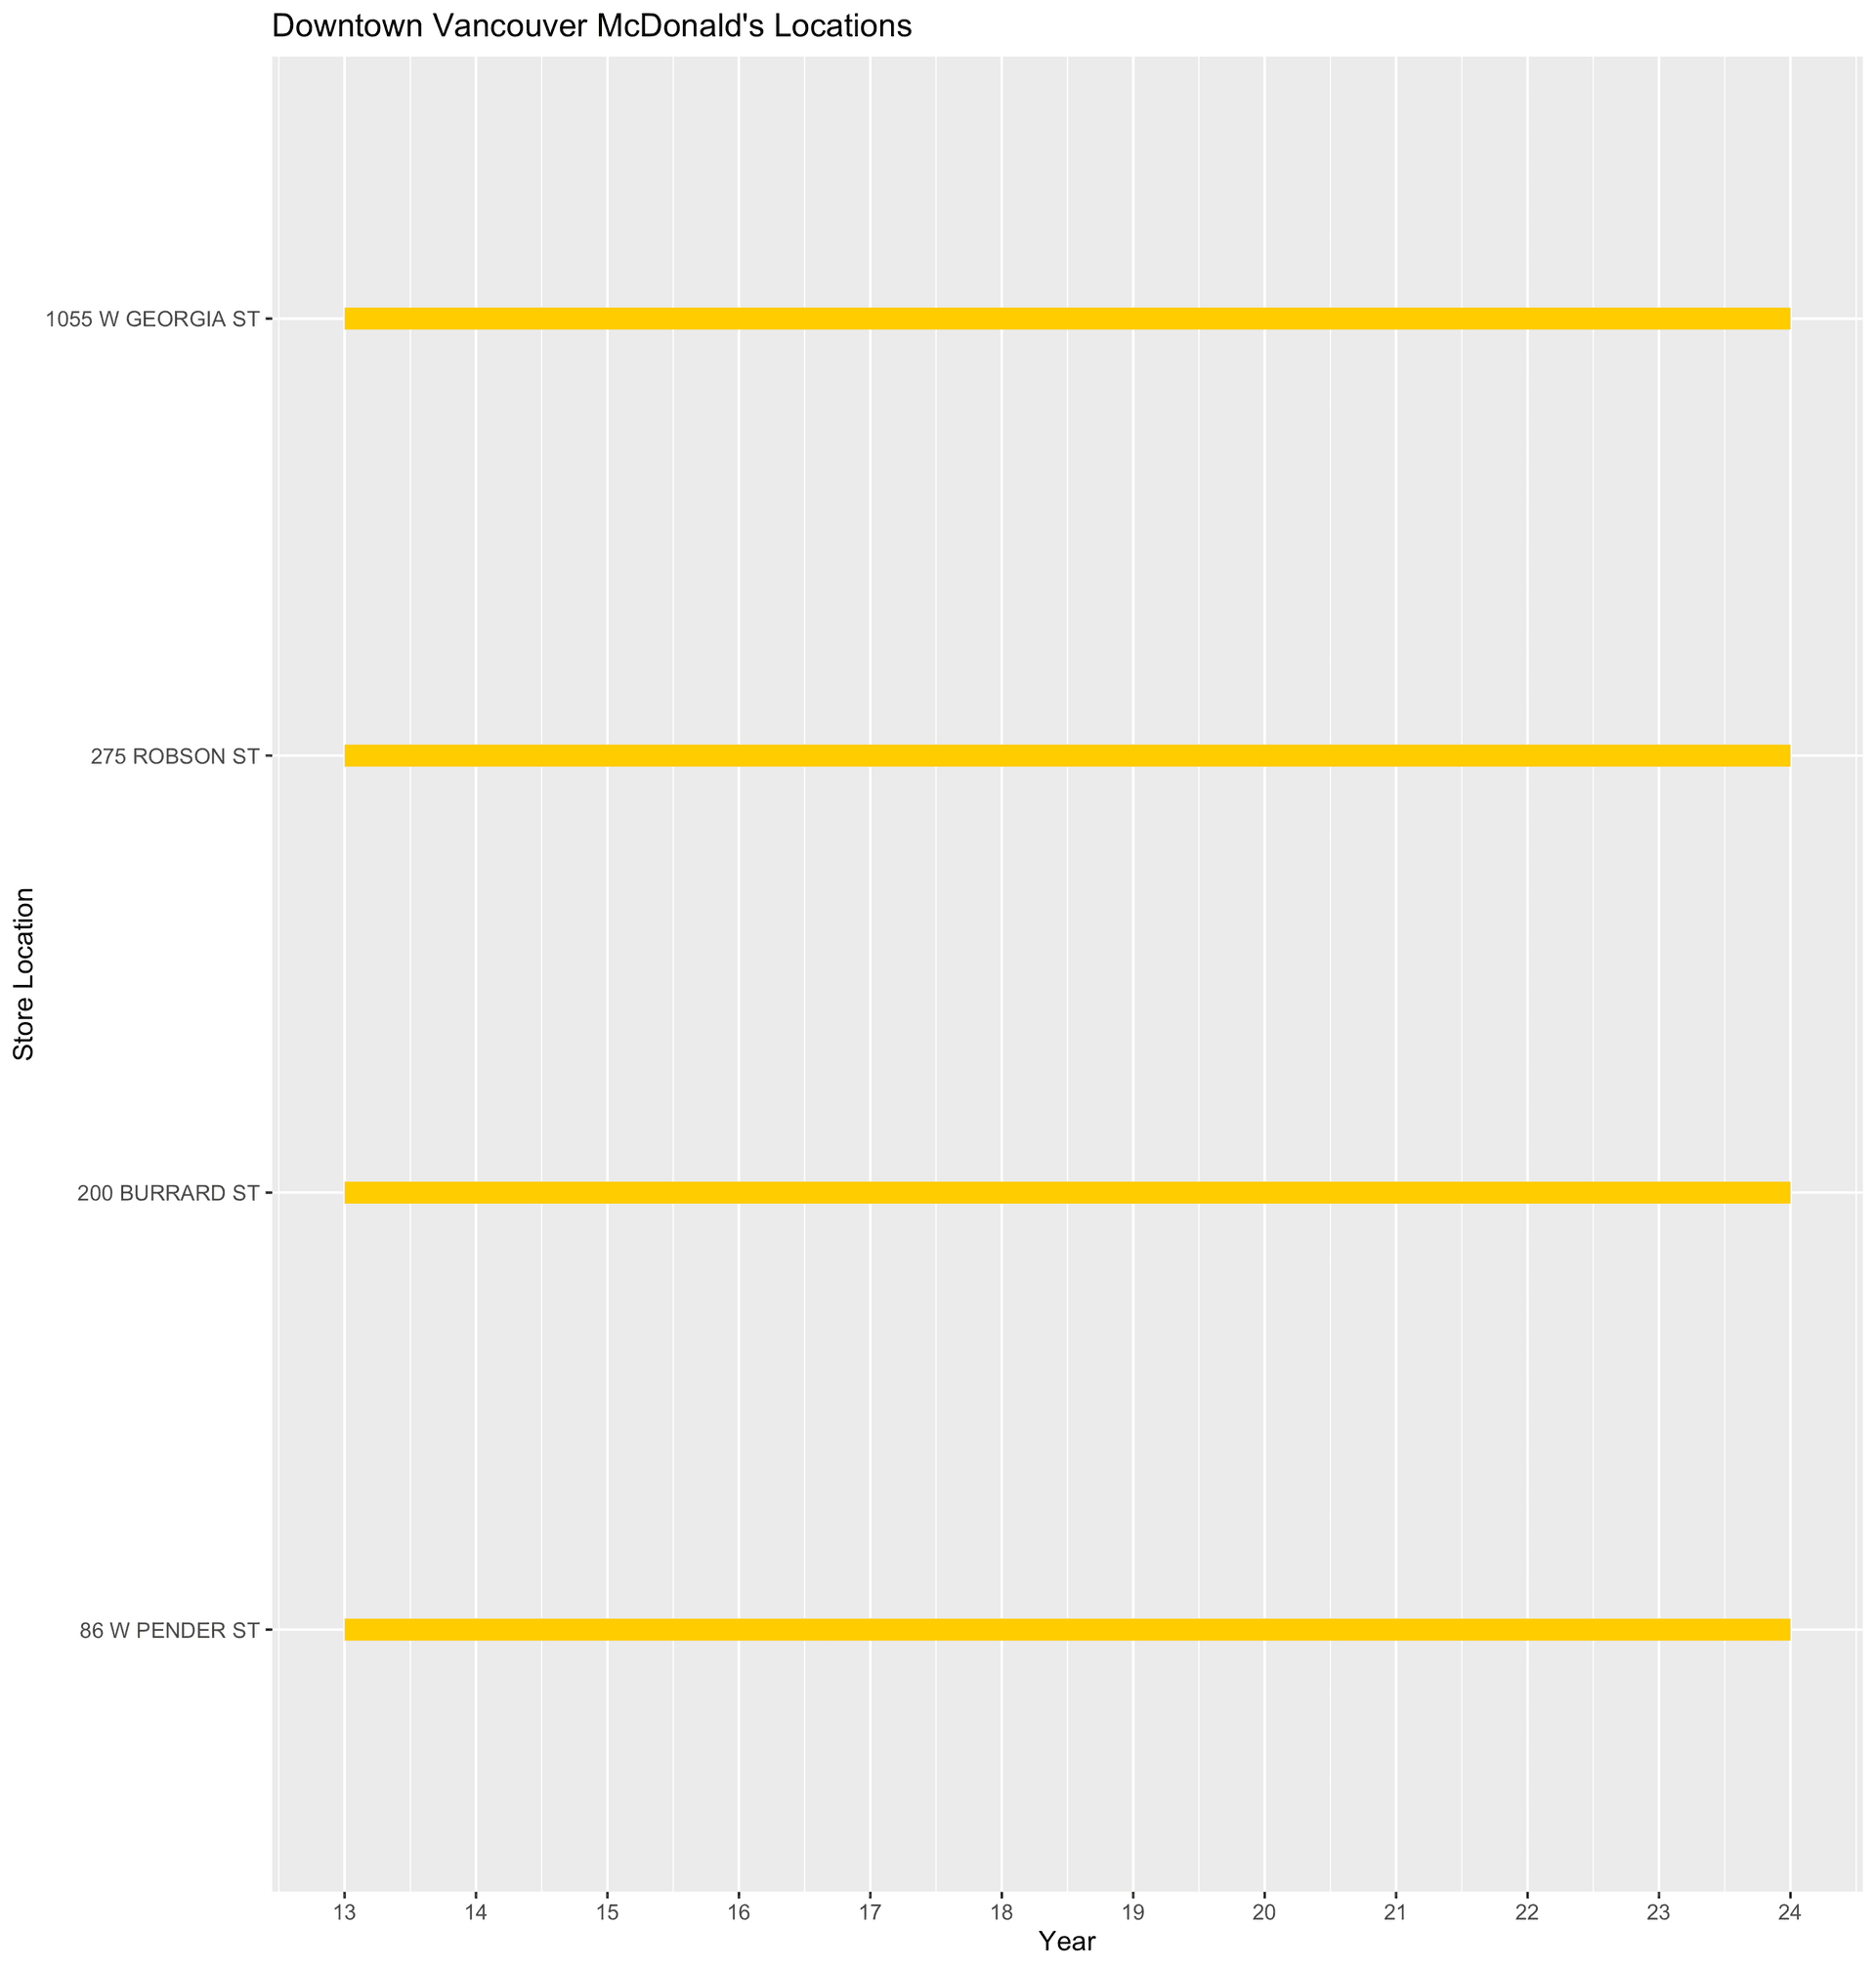 Downtown Vancouver McDonald's Locations
Store Location
1055 W GEORGIA ST
275 ROBSON ST
200 BURRARD ST
86 W PENDER ST
13 14 15 16 17 18 19 20 21 22 23 24
Year